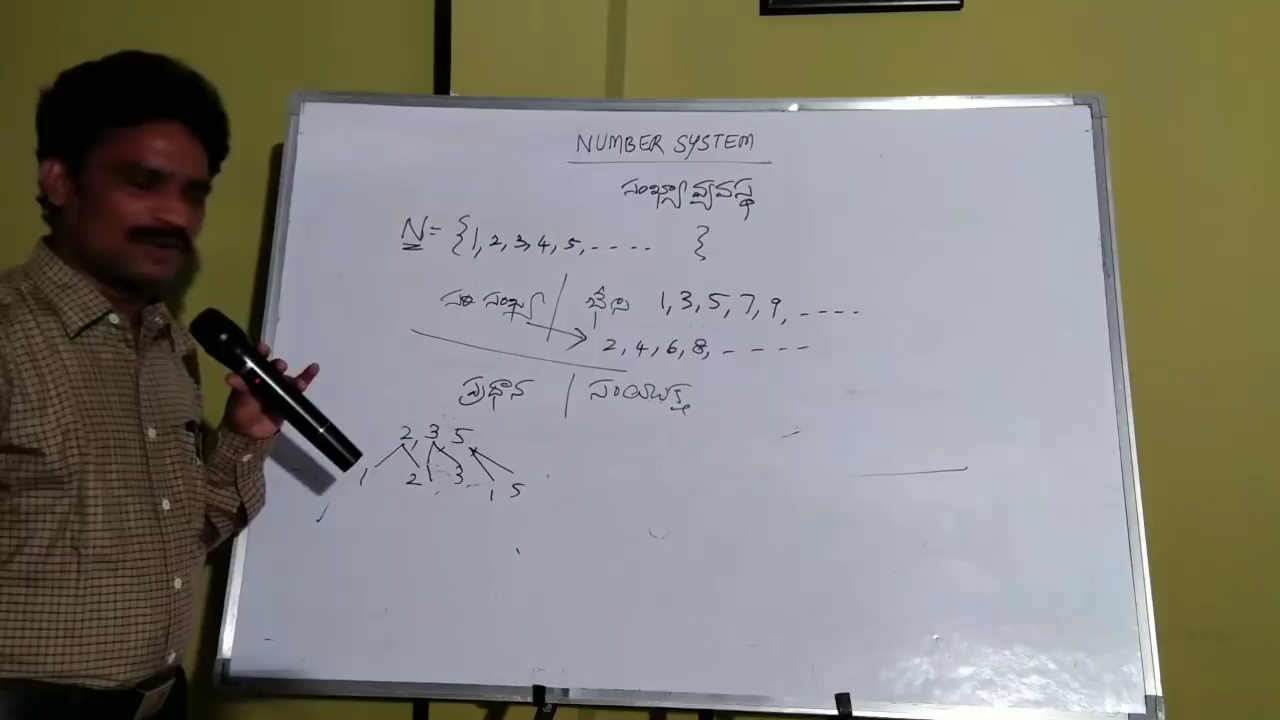 NUMBER SYSTEM
సంఖ్యా వ్యవస్థ
N = {1, 2, 3, 4, 5, - - - - }
సరి సంఖ్య / బేసి 1, 3, 5, 7, 9, - - - -
2, 4, 6, 8, - - - -
ప్రధాన / సంయుక్త
2, 3 5
1 2 1 3 1 5